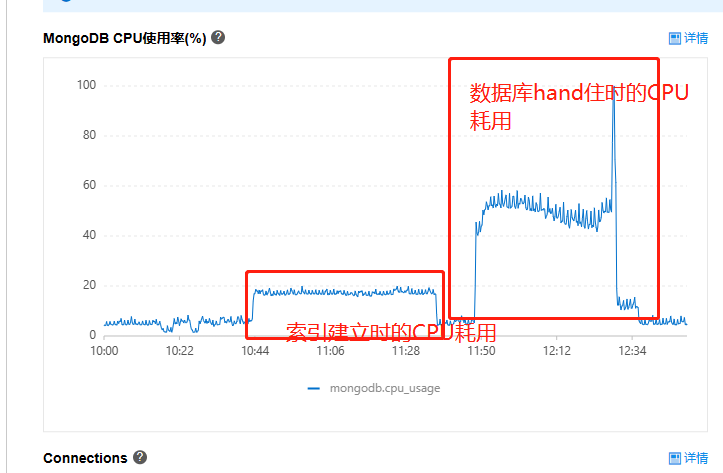 MongoDB CPU使用率(%) ?
详情
100
80
60
40
20
0
数据库hand住时的CPU
耗用
索引建立时的CPU耗用
10:00 10:22 10:44 11:06 11:28 11:50 12:12 12:34
mongodb.cpu_usage
Connections ?
详情